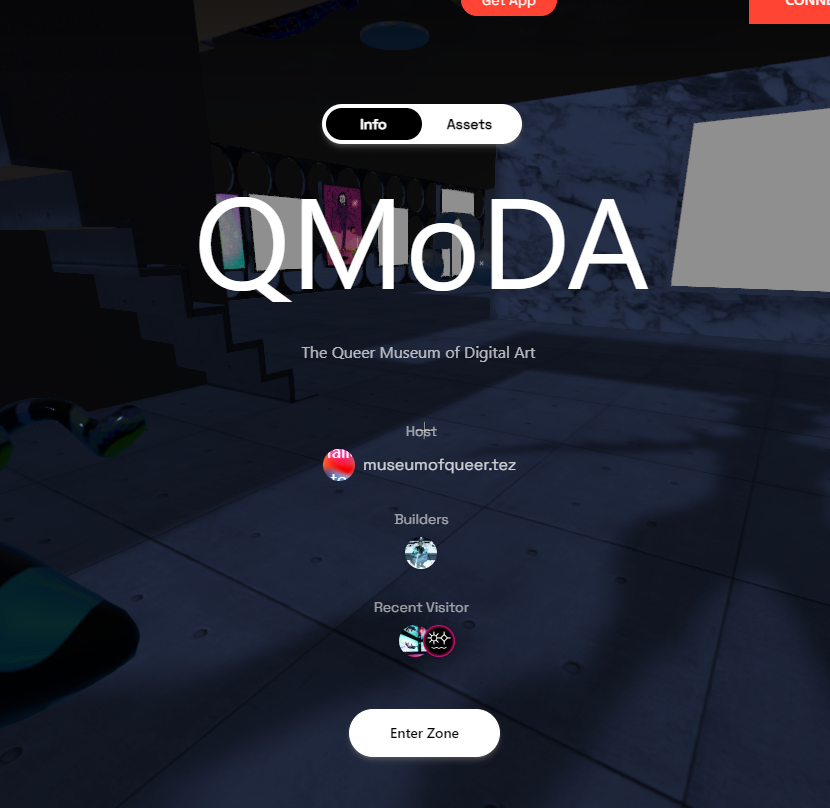 Get App
Info
Assets
QMoDA
The Queer Museum of Digital Art
Host
museumofqueer.tez
Builders
Recent Visitor
Enter Zone